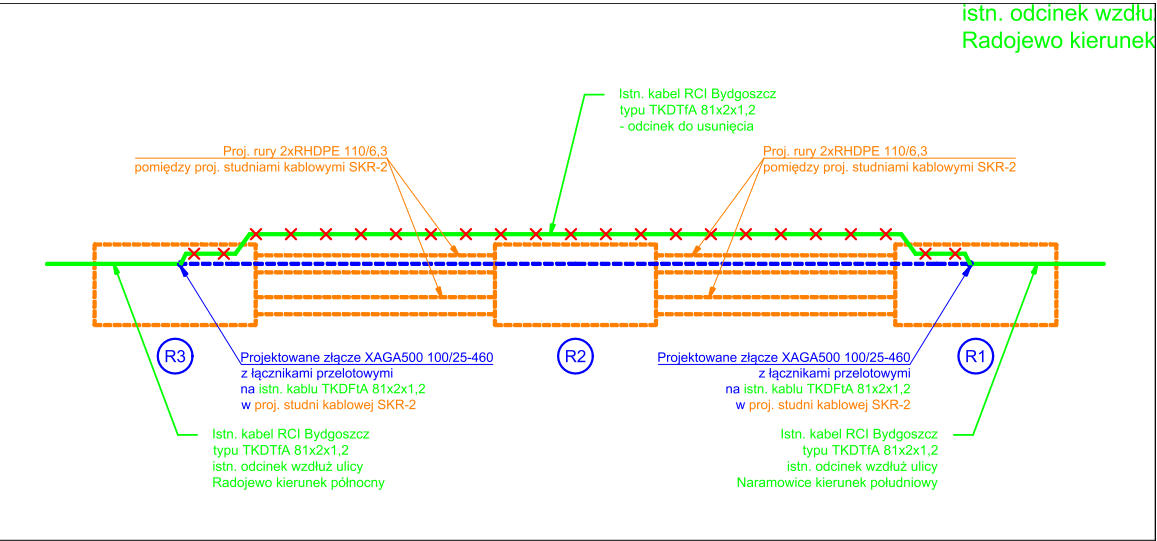 istn. odcinek wzdłu
Radojewo kierunek
Istn. kabel RCI Bydgoszcz
typu TKDTfA 81x2x1,2
- odcinek do usunięcia
Proj. rury 2xRHDPE 110/6,3
pomiędzy proj. studniami kablowymi SKR-2
Proj. rury 2xRHDPE 110/6,3
pomiędzy proj. studniami kablowymi SKR-2
R3
R2
R1
Projektowane złącze XAGA500 100/25-460
z łącznikami przelotowymi
na istn. kablu TKDFtA 81x2x1,2
w proj. studni kablowej SKR-2
Projektowane złącze XAGA500 100/25-460
z łącznikami przelotowymi
na istn. kablu TKDFtA 81x2x1,2
w proj. studni kablowej SKR-2
Istn. kabel RCI Bydgoszcz
typu TKDTfA 81x2x1,2
istn. odcinek wzdłuż ulicy
Radojewo kierunek północny
Istn. kabel RCI Bydgoszcz
typu TKDTfA 81x2x1,2
istn. odcinek wzdłuż ulicy
Naramowice kierunek południowy